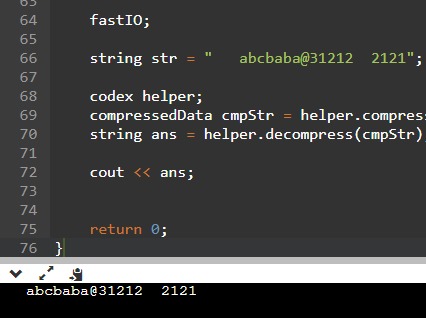 63
64 fastIO;
65
66 string str = "   abcbaba@31212  2121";
67
68 codex helper;
69 compressedData cmpStr = helper.compres
70 string ans = helper.decompress(cmpStr)
71
72 cout << ans;
73
74
75 return 0;
76 }
   abcbaba@31212  2121